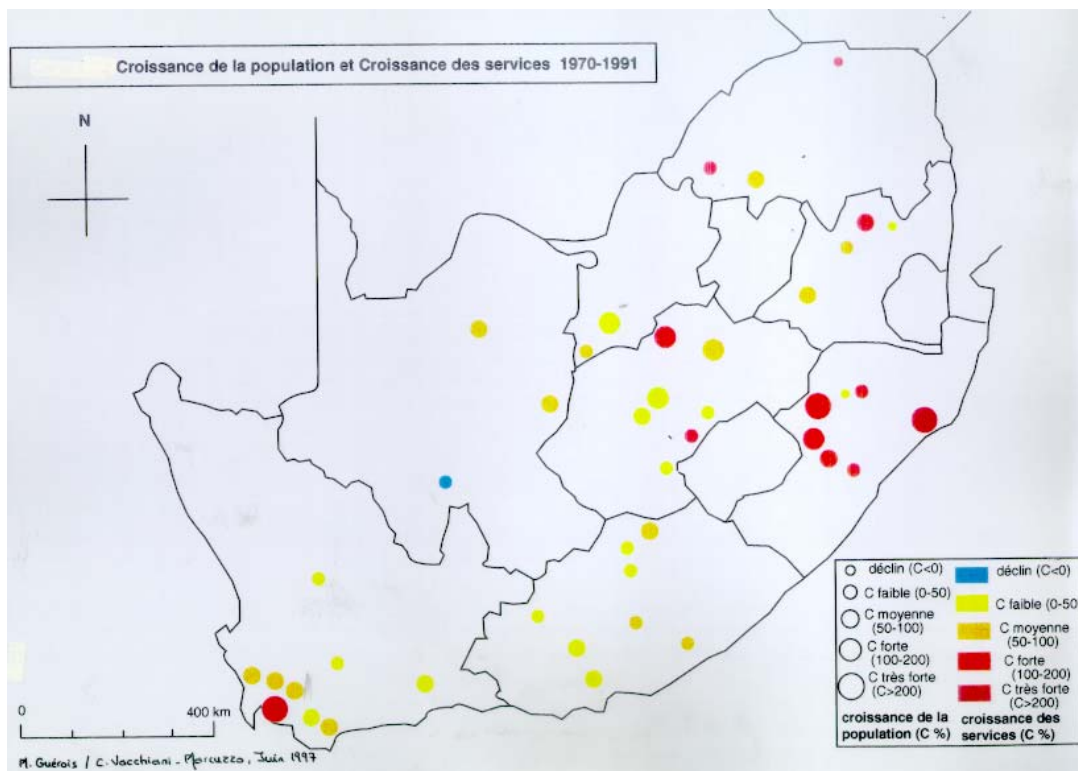 Croissance de la population et Croissance des services 1970-1991
N
déclin (C<0)
déclin (C<0)
C faible (0-50)
C faible (0-50)
C moyenne
(50-100)
C moyenne
(50-100)
C forte
(100-200)
C forte
(100-200)
C très forte
(C>200)
C très forte
(C>200)
croissance de la
population (C %)
croissance des
services (C %)
0
400 km
M. Guérois / C. Vacchiani-Marcuzzo, Juin 1997